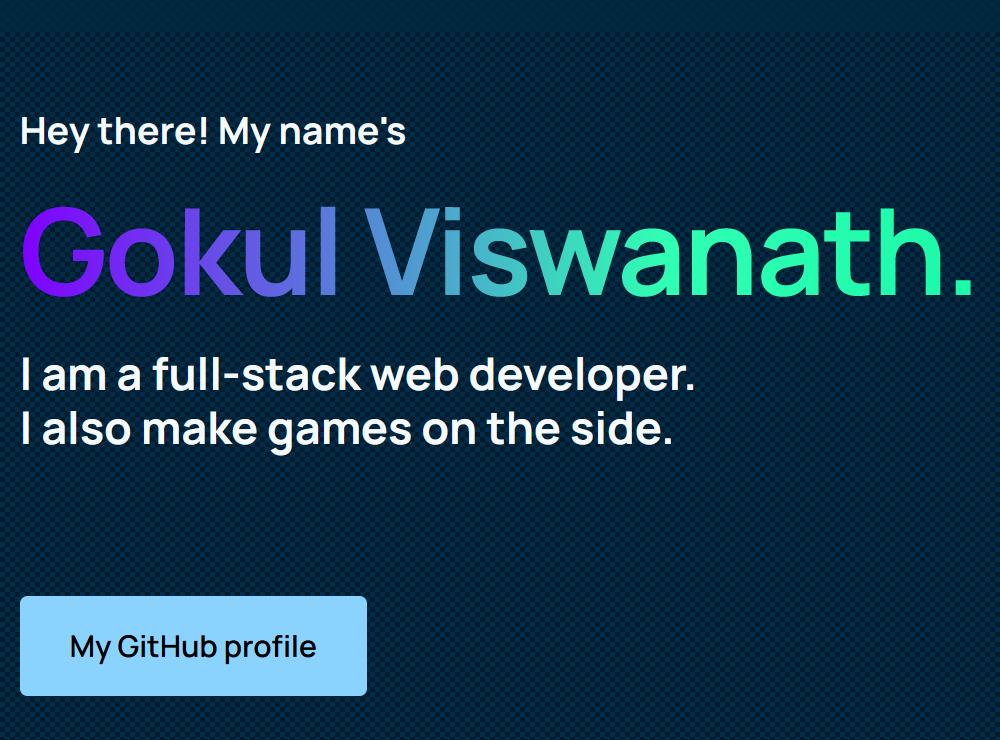 Hey there! My name's
Gokul Viswanath.
I am a full-stack web developer.
I also make games on the side.
My GitHub profile